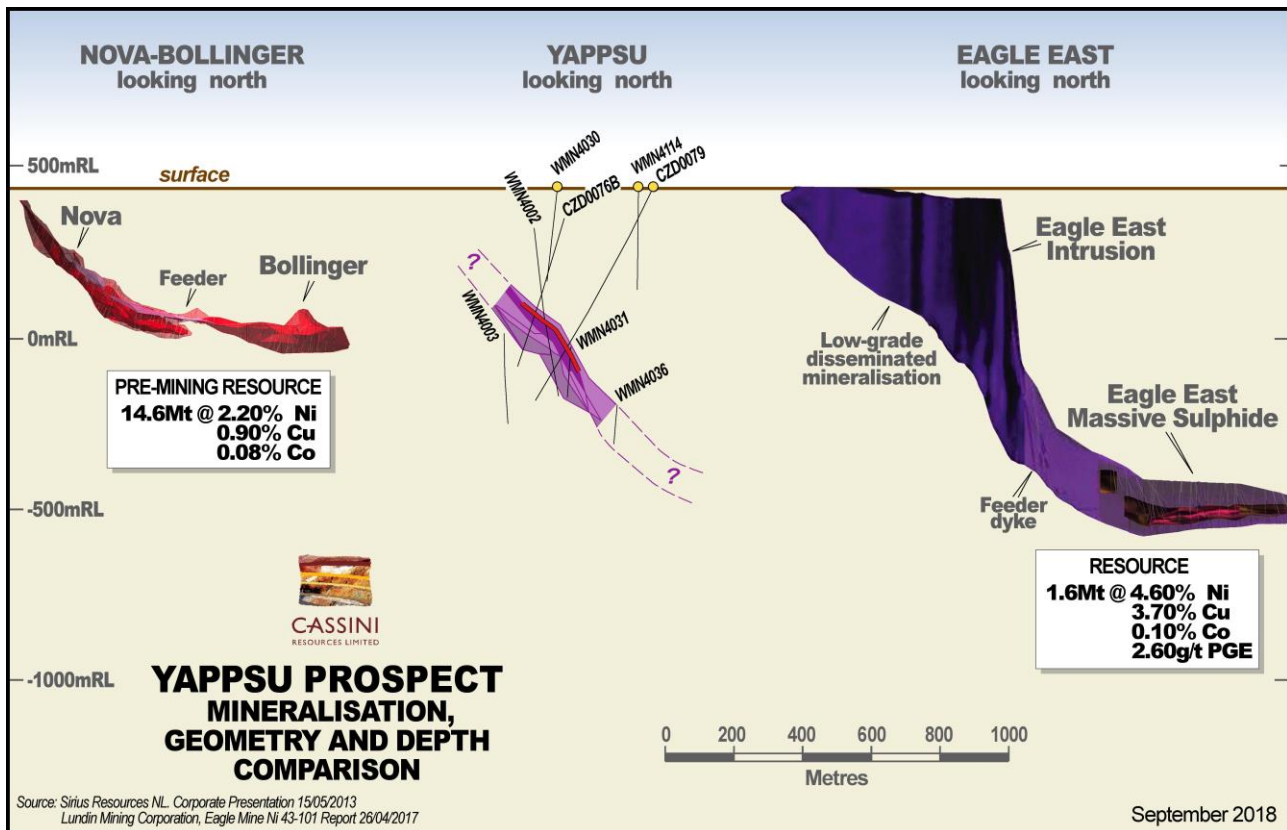 NOVA-BOLLINGER
looking north
YAPPSU
looking north
EAGLE EAST
looking north
500mRL
surface
WMN4002
WMN4030
CZD0076B
WMN4114
CZD0079
Nova
Feeder
Bollinger
?
WMN4003
WMN4031
WMN4036
?
Eagle East
Intrusion
0mRL
Low-grade
disseminated
mineralisation
Eagle East
Massive Sulphide
PRE-MINING RESOURCE
14.6Mt @ 2.20% Ni
0.90% Cu
0.08% Co
-500mRL
Feeder
dyke
RESOURCE
1.6Mt @ 4.60% Ni
3.70% Cu
0.10% Co
2.60g/t PGE
CASSINI
RESOURCES LIMITED
-1000mRL
YAPPSU PROSPECT
MINERALISATION,
GEOMETRY AND DEPTH
COMPARISON
0 200 400 600 800 1000
Metres
Source: Sirius Resources NL. Corporate Presentation 15/05/2013
Lundin Mining Corporation, Eagle Mine Ni 43-101 Report 26/04/2017
September 2018